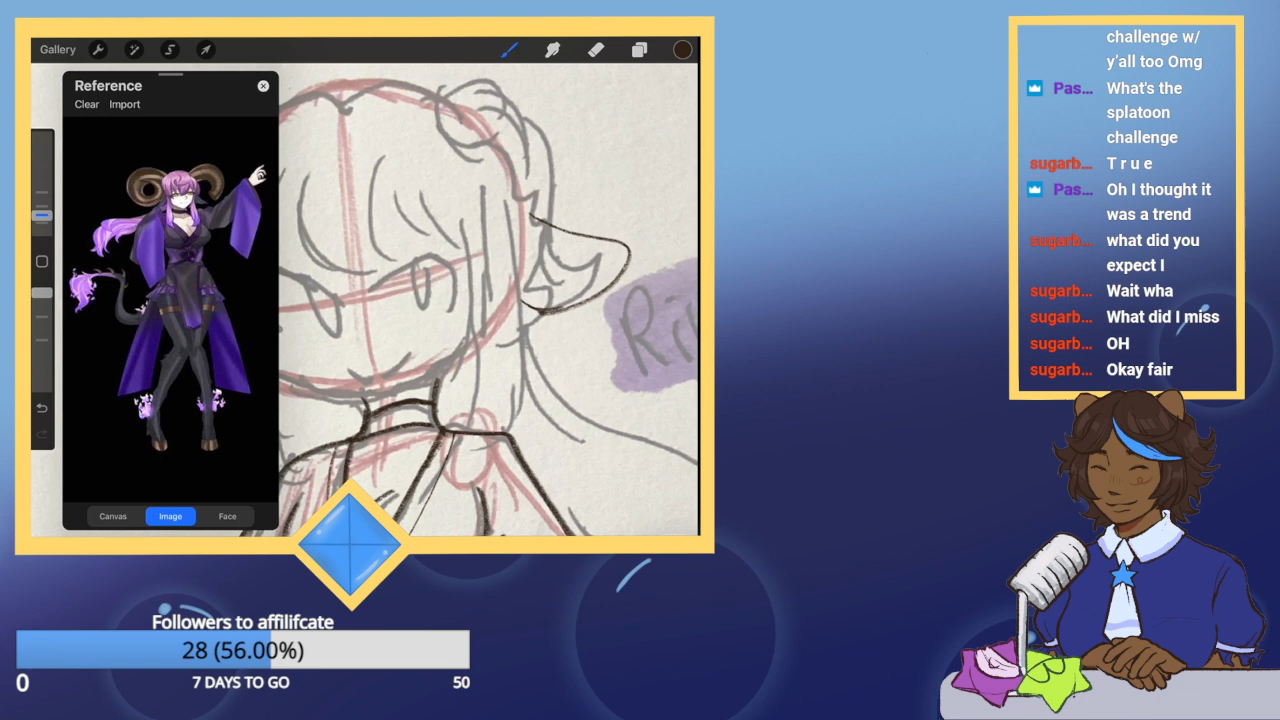 Gallery
Reference
Clear Import
Canvas Image Face
challenge w/
y'all too Omg
Pas... What's the
splatoon
challenge
sugarb... T r u e
Pas... Oh I thought it
was a trend
sugarb... what did you
expect I
sugarb... Wait wha
sugarb... What did I miss
sugarb... OH
sugarb... Okay fair
Followers to affilifcate
28 (56.00%)
0 7 DAYS TO GO 50